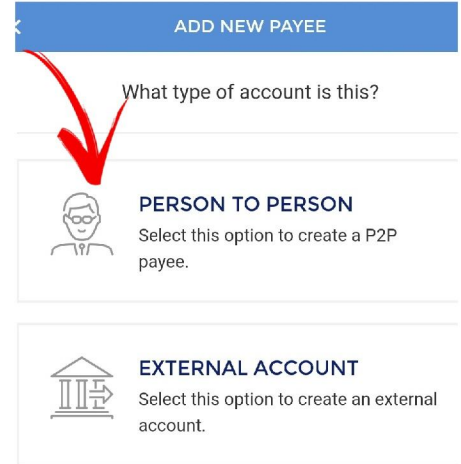 ADD NEW PAYEE
What type of account is this?
PERSON TO PERSON
Select this option to create a P2P
payee.
EXTERNAL ACCOUNT
Select this option to create an external
account.